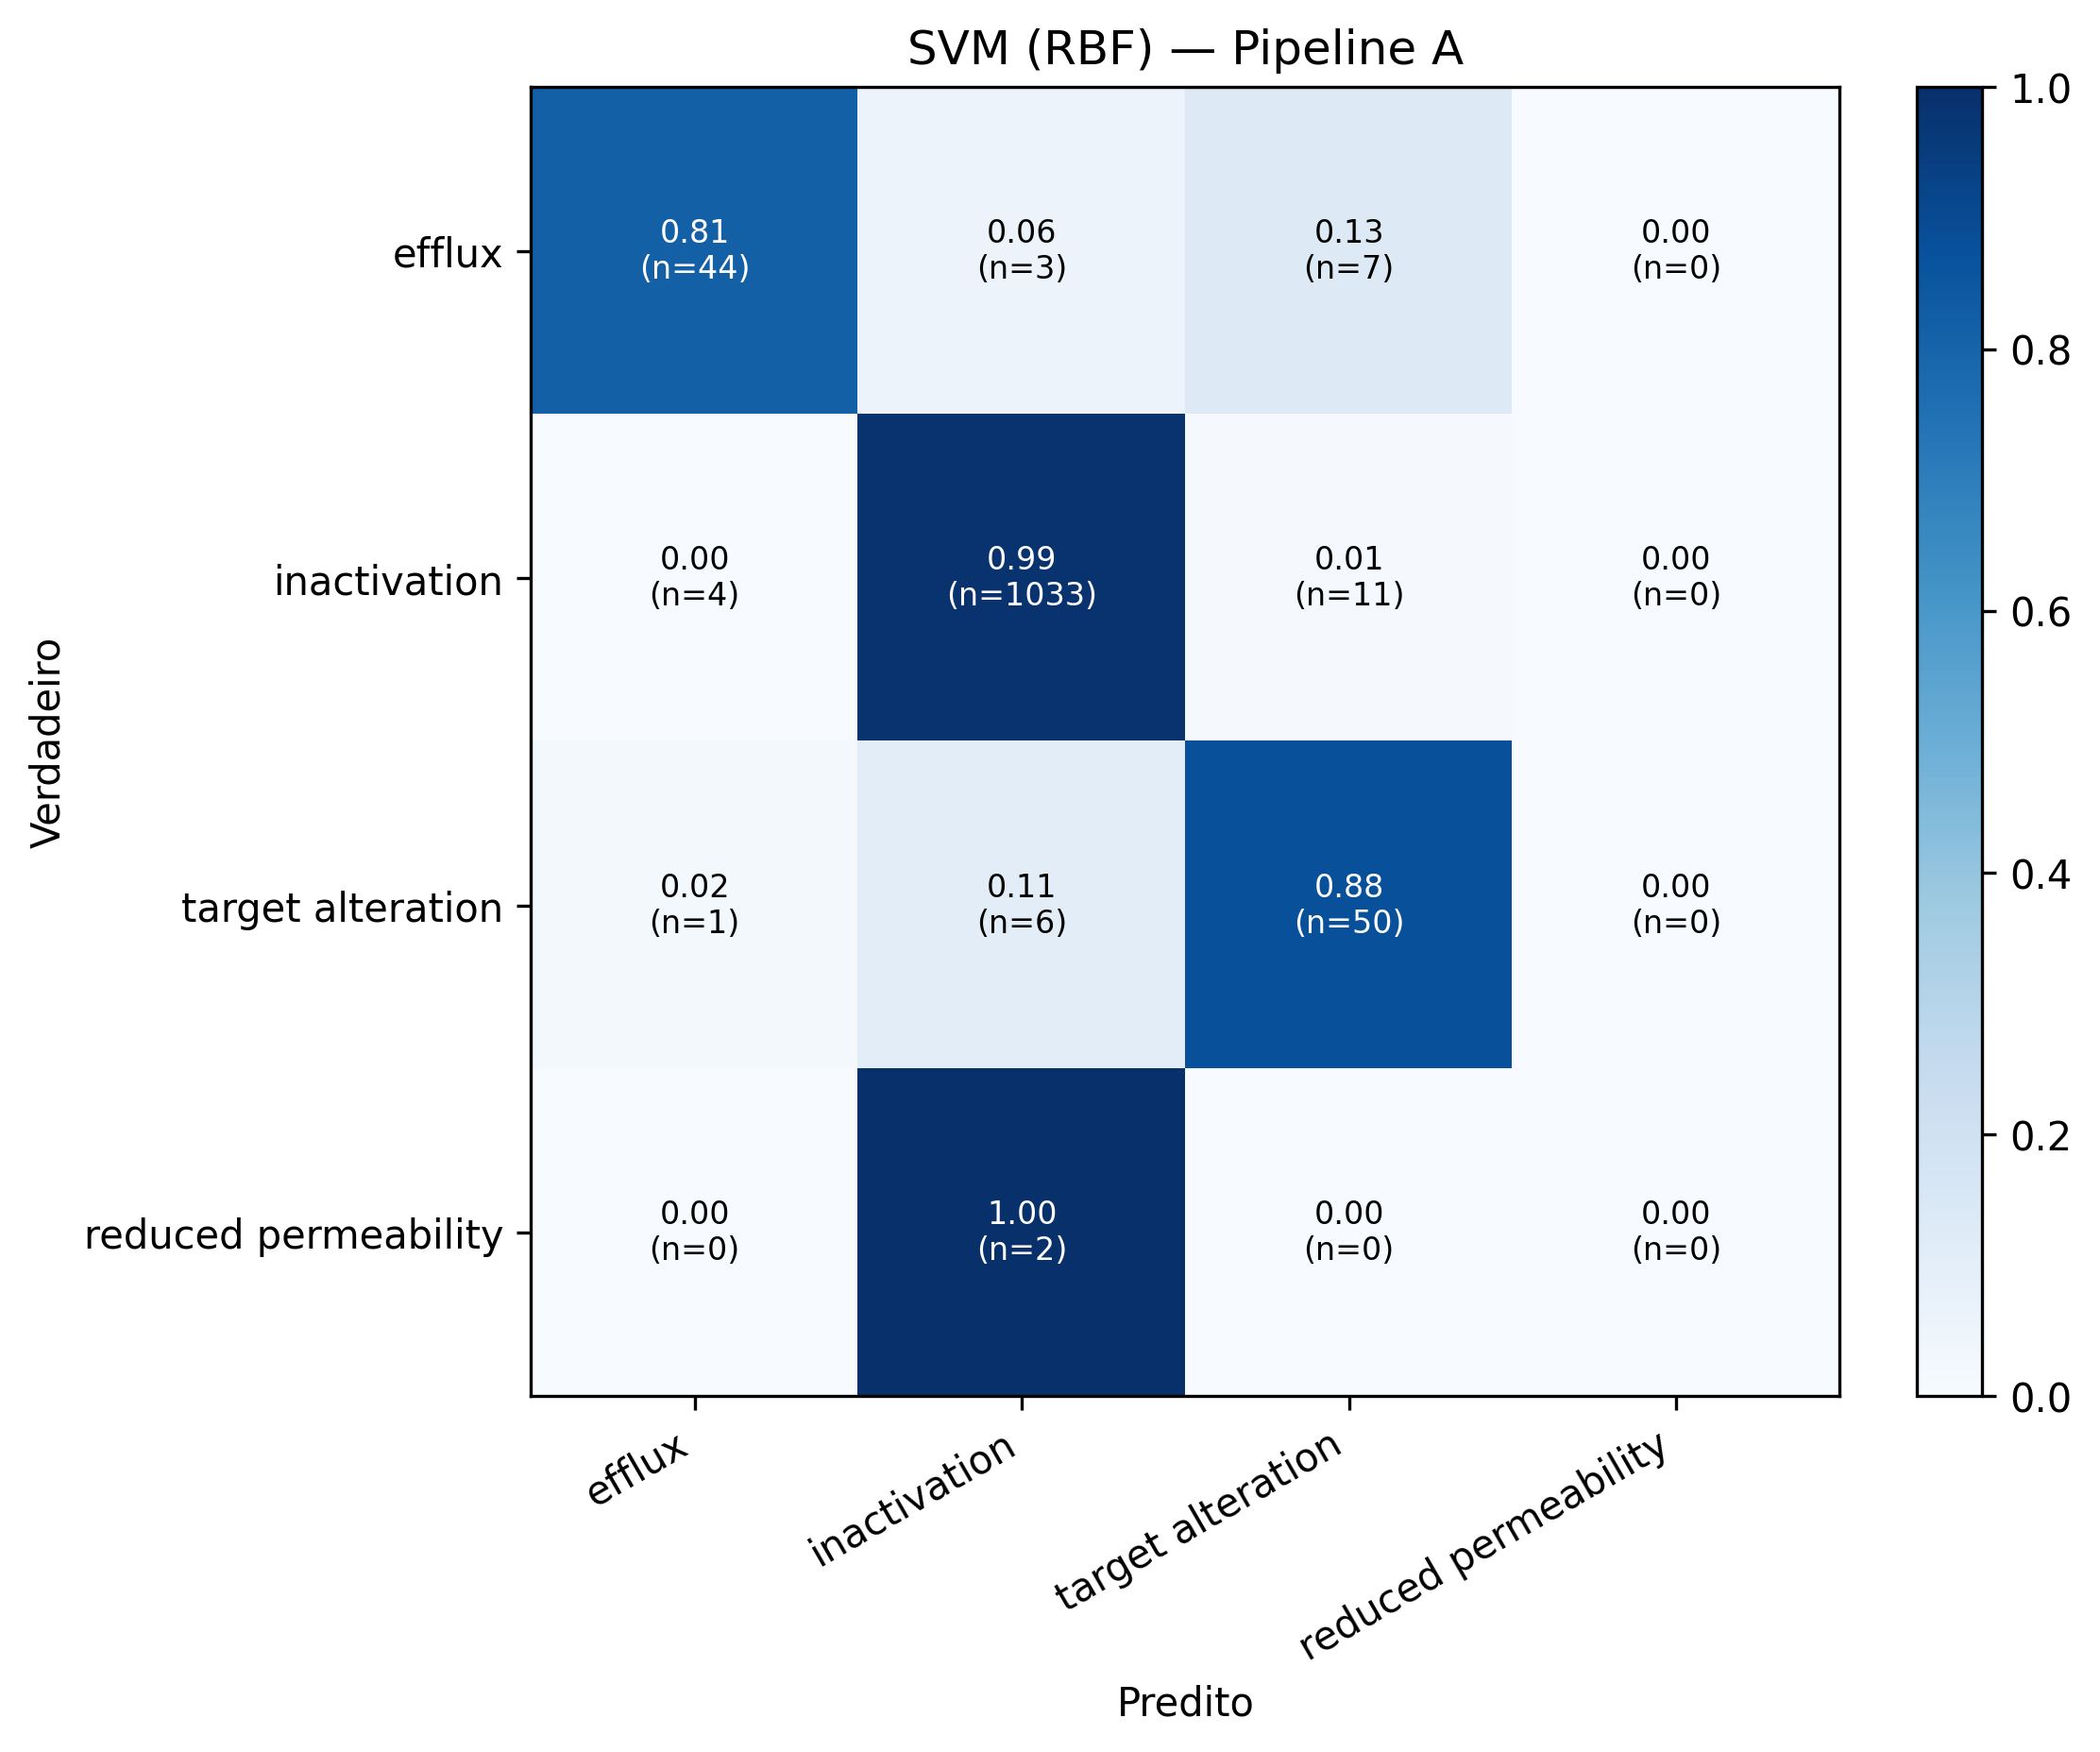 SVM (RBF) — Pipeline A
Verdadeiro
efflux
0.81
(n=44)
0.06
(n=3)
0.13
(n=7)
0.00
(n=0)
inactivation
0.00
(n=4)
0.99
(n=1033)
0.01
(n=11)
0.00
(n=0)
target alteration
0.02
(n=1)
0.11
(n=6)
0.88
(n=50)
0.00
(n=0)
reduced permeability
0.00
(n=0)
1.00
(n=2)
0.00
(n=0)
0.00
(n=0)
efflux
inactivation
target alteration
reduced permeability
Predito
1.0
0.8
0.6
0.4
0.2
0.0